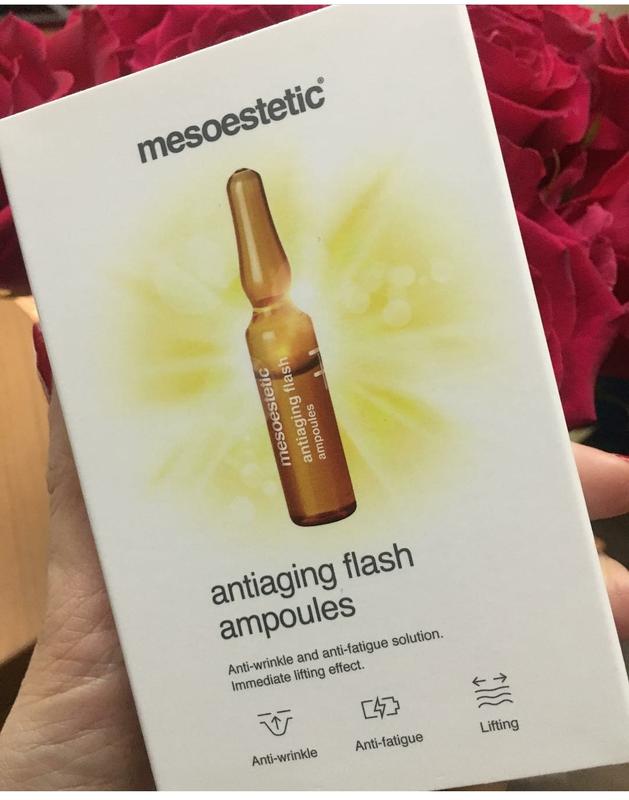 mesoestetic®
mesoestetic
antiaging flash
ampoules
antiaging flash
ampoules
Anti-wrinkle and anti-fatigue solution.
Immediate lifting effect.
Anti-wrinkle
Anti-fatigue
Lifting